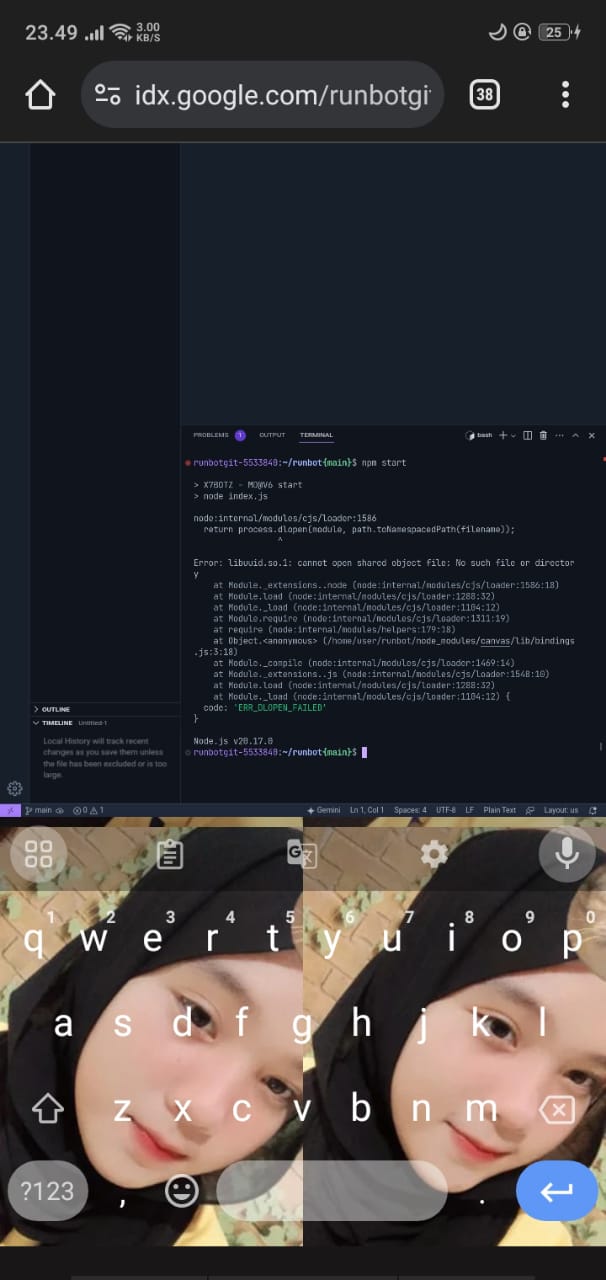 23.49
3.00
KB/S
25
idx.google.com/runbotgi
38
PROBLEMS 1 OUTPUT TERMINAL
bash
runbotgit-5533840:~/runbot{main}$ npm start
> X7BOTZ - MD@V6 start
> node index.js
node:internal/modules/cjs/loader:1586
return process.dlopen(module, path.toNamespacedPath(filename));
^
Error: libuuid.so.1: cannot open shared object file: No such file or director
y
at Module._extensions..node (node:internal/modules/cjs/loader:1586:18)
at Module.load (node:internal/modules/cjs/loader:1288:32)
at Module._load (node:internal/modules/cjs/loader:1104:12)
at Module.require (node:internal/modules/cjs/loader:1311:19)
at require (node:internal/modules/helpers:179:18)
at Object.<anonymous> (/home/user/runbot/node_modules/canvas/lib/bindings
.js:3:18)
at Module._compile (node:internal/modules/cjs/loader:1469:14)
at Module._extensions..js (node:internal/modules/cjs/loader:1548:10)
at Module.load (node:internal/modules/cjs/loader:1288:32)
at Module._load (node:internal/modules/cjs/loader:1104:12) {
code: 'ERR_DLOPEN_FAILED'
}
Node.js v20.17.0
runbotgit-5533840:~/runbot{main}$
OUTLINE
TIMELINE Untitled-1
Local History will track recent
changes as you save them unless
the file has been excluded or is too
large.
main 0 1 Gemini Ln 1, Col 1 Spaces: 4 UTF-8 LF Plain Text Layout: us
1 2 3 4 5 6 7 8 9 0
q w e r t y u i o p
a s d f g h j k l
z x c v b n m
?123 , .